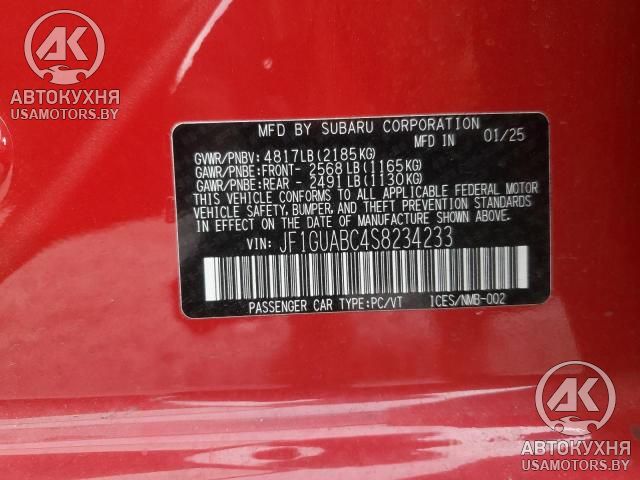 AK
АВТОКУХНЯ
USAMOTORS.BY
MFD BY SUBARU CORPORATION
MFD IN 01/25
GVWR/PNBV: 4817LB(2185KG)
GAWR/PNBE:FRONT- 2568LB(1165KG)
GAWR/PNBE:REAR - 2491LB(1130KG)
THIS VEHICLE CONFORMS TO ALL APPLICABLE FEDERAL MOTOR
VEHICLE SAFETY, BUMPER, AND THEFT PREVENTION STANDARDS
IN EFFECT ON THE DATE OF MANUFACTURE SHOWN ABOVE.
VIN: JF1GUABC4S8234233
PASSENGER CAR TYPE:PC/VT ICES/NMB-002
AK
АВТОКУХНЯ
USAMOTORS.BY